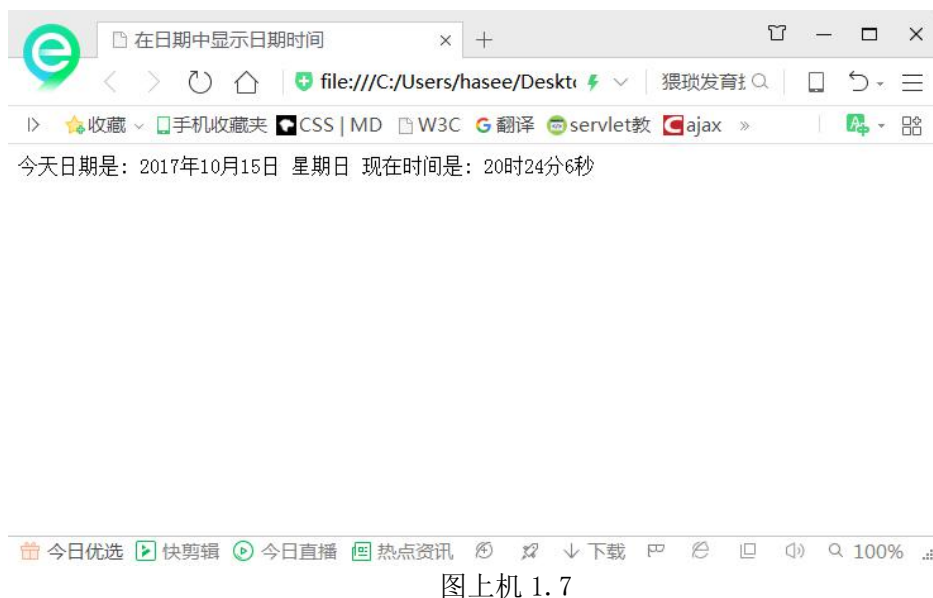 在日期中显示日期时间
file:///C:/Users/hasee/Deskt 猥琐发育
收藏 手机收藏夹 CSS | MD W3C G 翻译 servlet教 ajax »
今天日期是: 2017年10月15日 星期日 现在时间是: 20时24分6秒
今日优选 快剪辑 今日直播 热点资讯 下载 100%
图上机 1.7